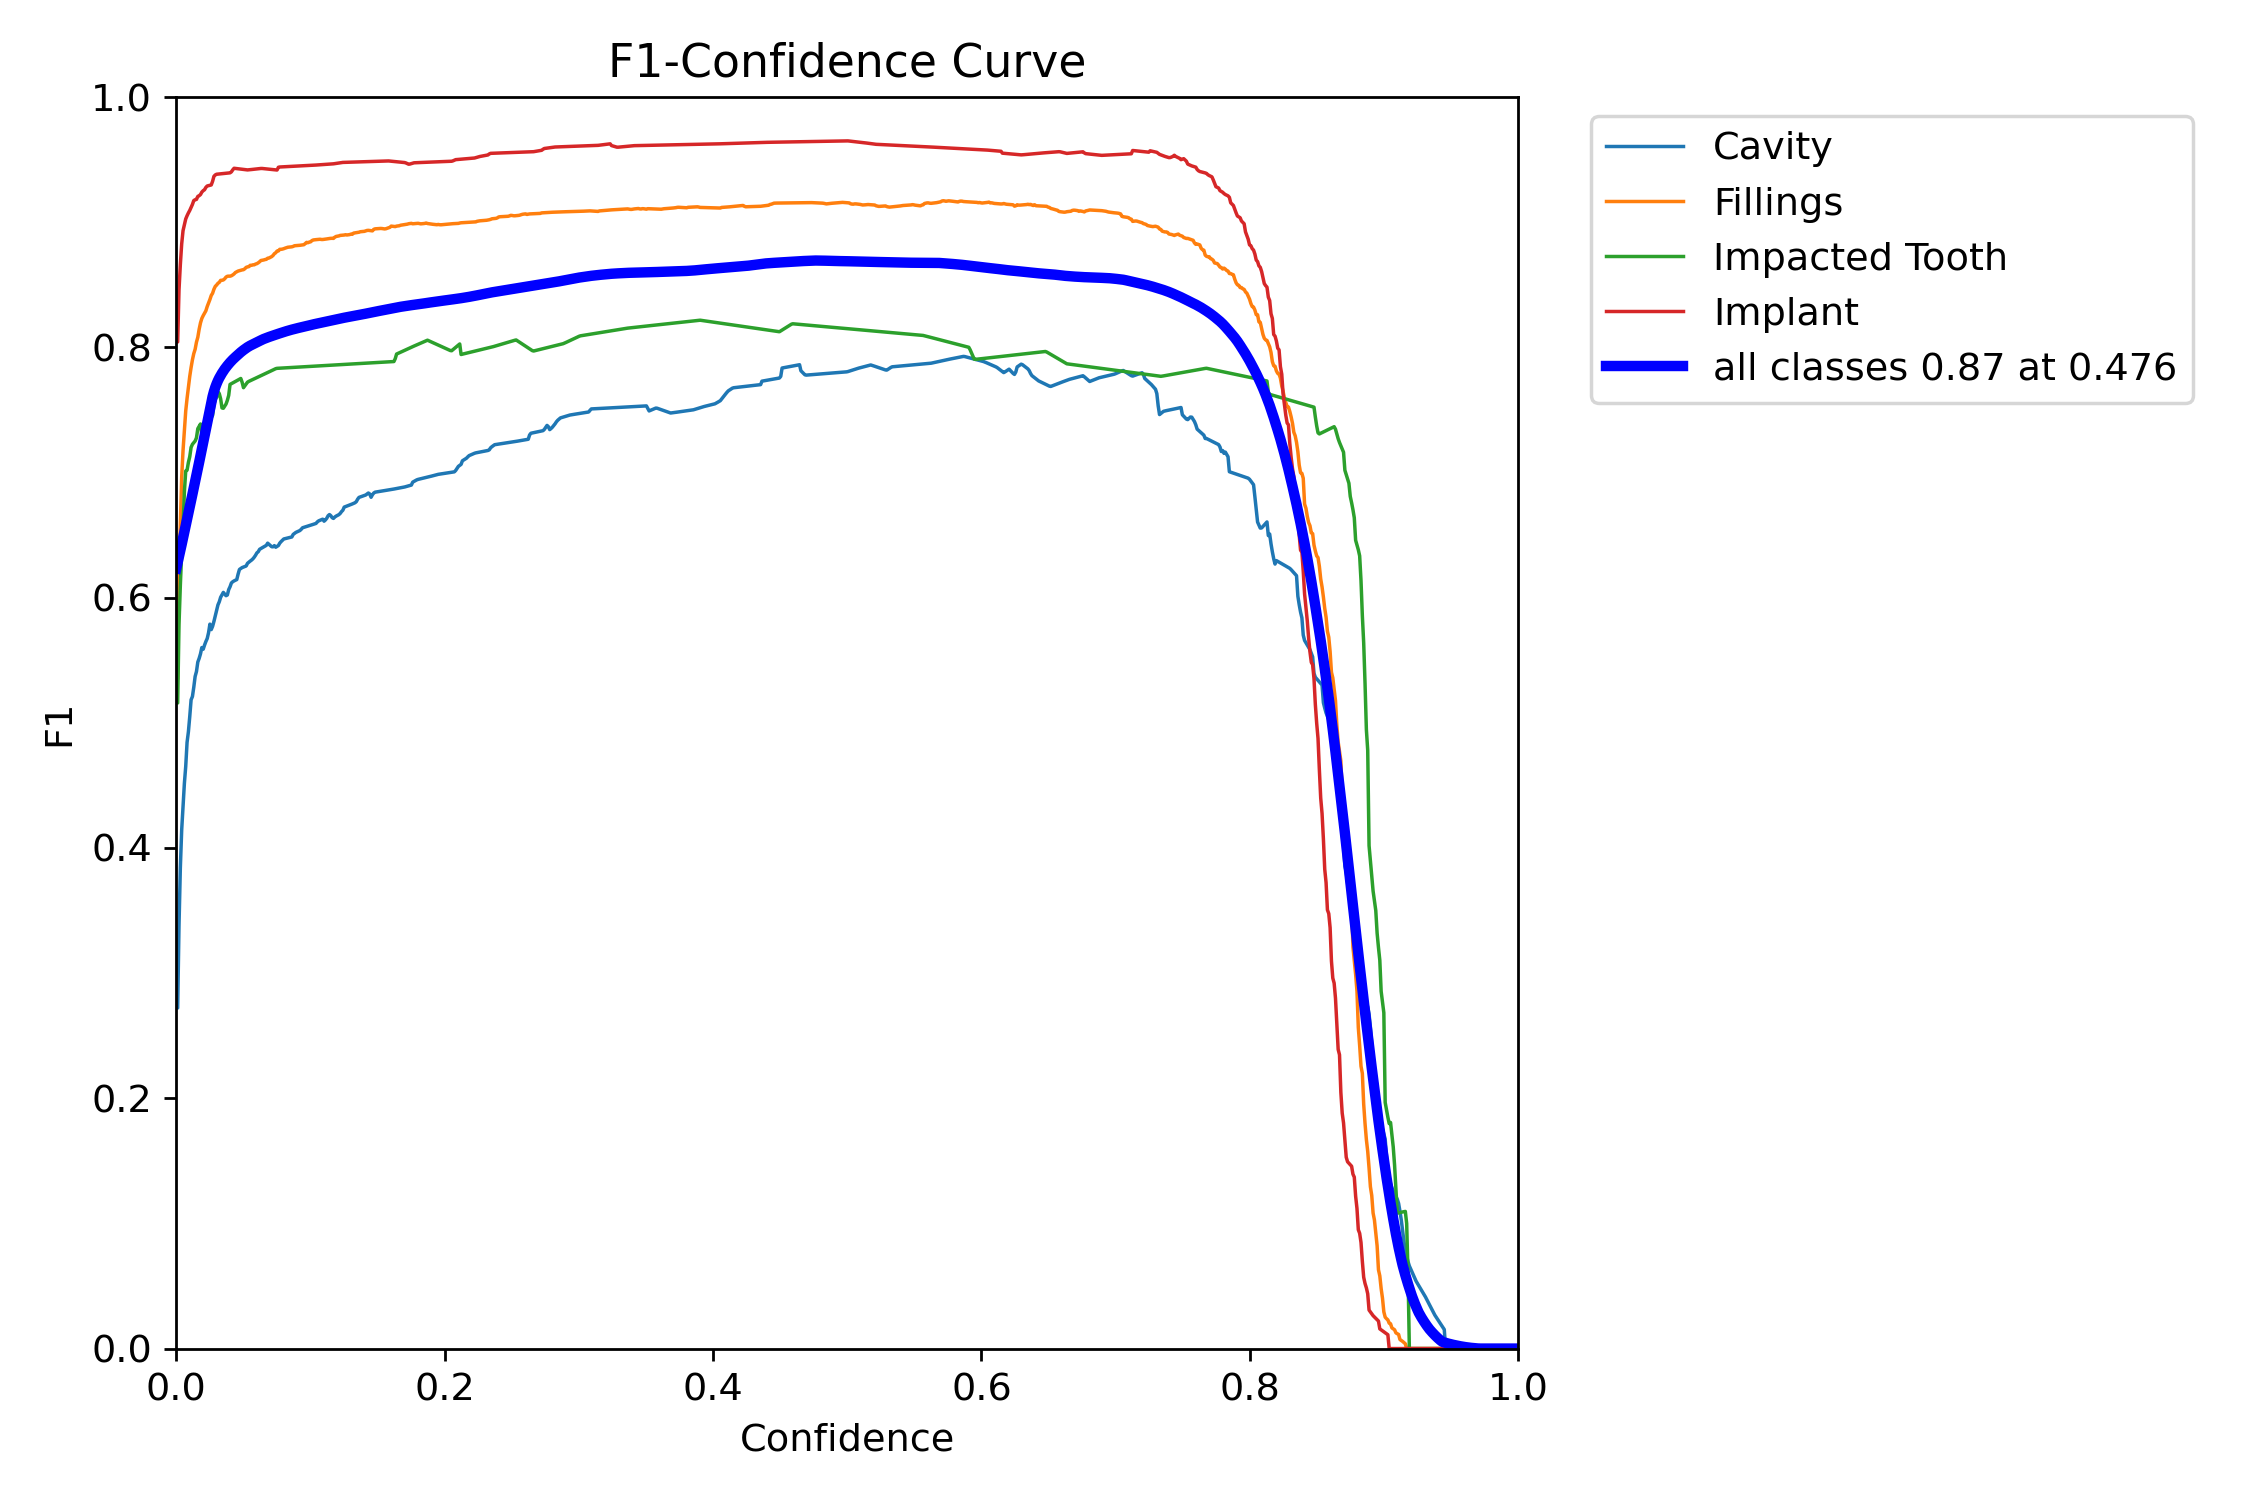 F1-Confidence Curve
1.0
0.8
0.6
0.4
0.2
0.0
F1
0.0 0.2 0.4 0.6 0.8 1.0
Confidence
Cavity
Fillings
Impacted Tooth
Implant
all classes 0.87 at 0.476